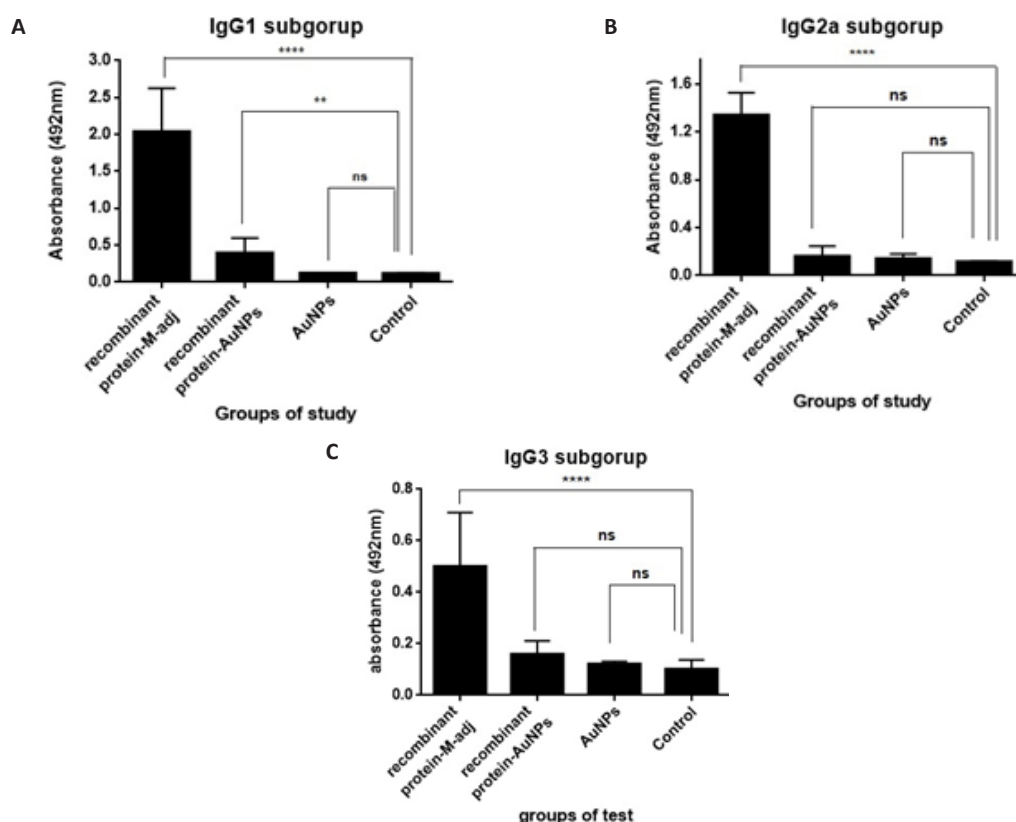 A
IgG1 subgorup
****
**
ns
Absorbance (492nm)
3.0
2.5
2.0
1.5
1.0
0.5
0.0
recombinant
protein-M-adj
recombinant
protein-AuNPs
AuNPs
Control
Groups of study
B
IgG2a subgorup
****
ns
ns
Absorbance (492nm)
1.6
1.2
0.8
0.4
0.0
recombinant
protein-M-adj
recombinant
protein-AuNPs
AuNPs
Control
Groups of study
C
IgG3 subgorup
****
ns
ns
absorbance (492nm)
0.8
0.6
0.4
0.2
0.0
recombinant
protein-M-adj
recombinant
protein-AuNPs
AuNPs
Control
groups of test